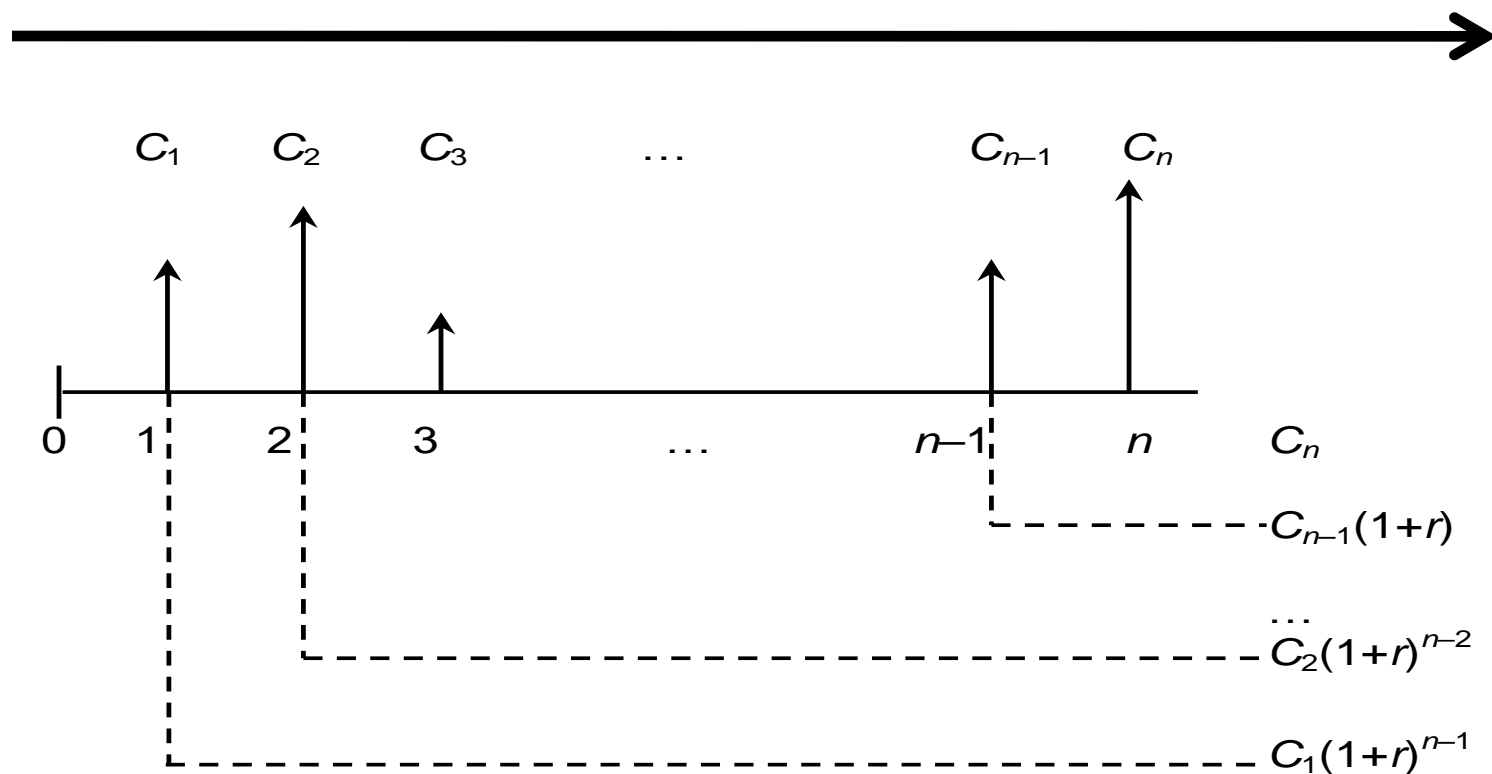 C₁ C₂ C₃ ... Cₙ₋₁ Cₙ
0 1 2 3 ... n–1 n Cₙ
Cₙ₋₁(1+r)
...
C₂(1+r)ⁿ⁻²
C₁(1+r)ⁿ⁻¹